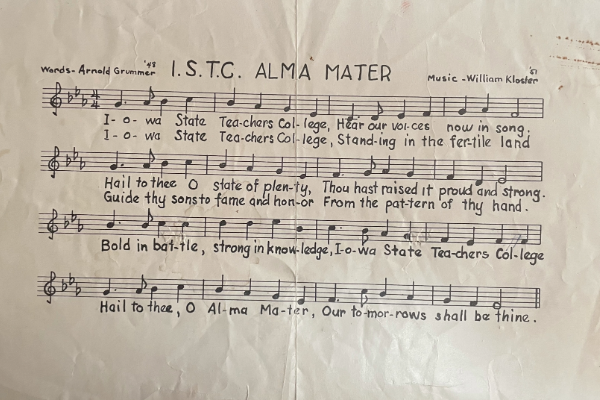 Words- Arnold Grummer '48 I.S.T.C. ALMA MATER Music -William Kloster
I- o- wa State Tea-chers Col-lege, Hear our voi-ces now in song.
I- o- wa State Tea-chers Col-lege, Stand-ing in the fer-tile land
Hail to thee O state of plen-ty, Thou hast raised it proud and strong.
Guide thy sons to fame and hon-or From the pat-tern of thy hand.
Bold in bat-tle, strong in know-ledge, I-o-wa State Tea-chers Col-lege
Hail to thee, O Al-ma Ma-ter, Our to-mor-rows shall be thine.